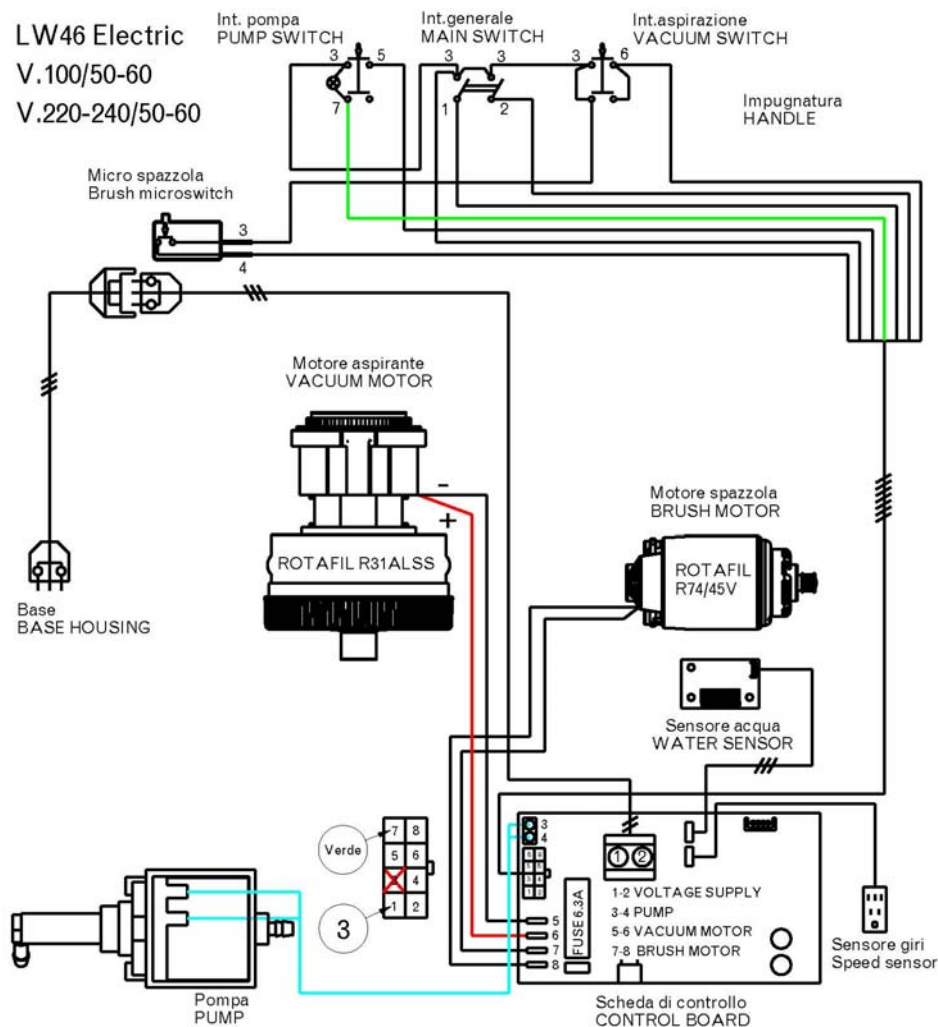 LW46 Electric
V.100/50-60
V.220-240/50-60
Int. pompa
PUMP SWITCH
Int.generale
MAIN SWITCH
Int.aspirazione
VACUUM SWITCH
3
5
7
3
3
1
2
3
6
Impugnatura
HANDLE
Micro spazzola
Brush microswitch
3
4
Motore aspirante
VACUUM MOTOR
-
+
ROTAFIL R31ALSS
Motore spazzola
BRUSH MOTOR
ROTAFIL
R74/45V
Base
BASE HOUSING
Sensore acqua
WATER SENSOR
Verde
7 8
5 6
4
1 2
3
3
4
1 2
FUSE 6.3A
1-2 VOLTAGE SUPPLY
3-4 PUMP
5-6 VACUUM MOTOR
7-8 BRUSH MOTOR
5
6
7
8
Sensore giri
Speed sensor
Pompa
PUMP
Scheda di controllo
CONTROL BOARD